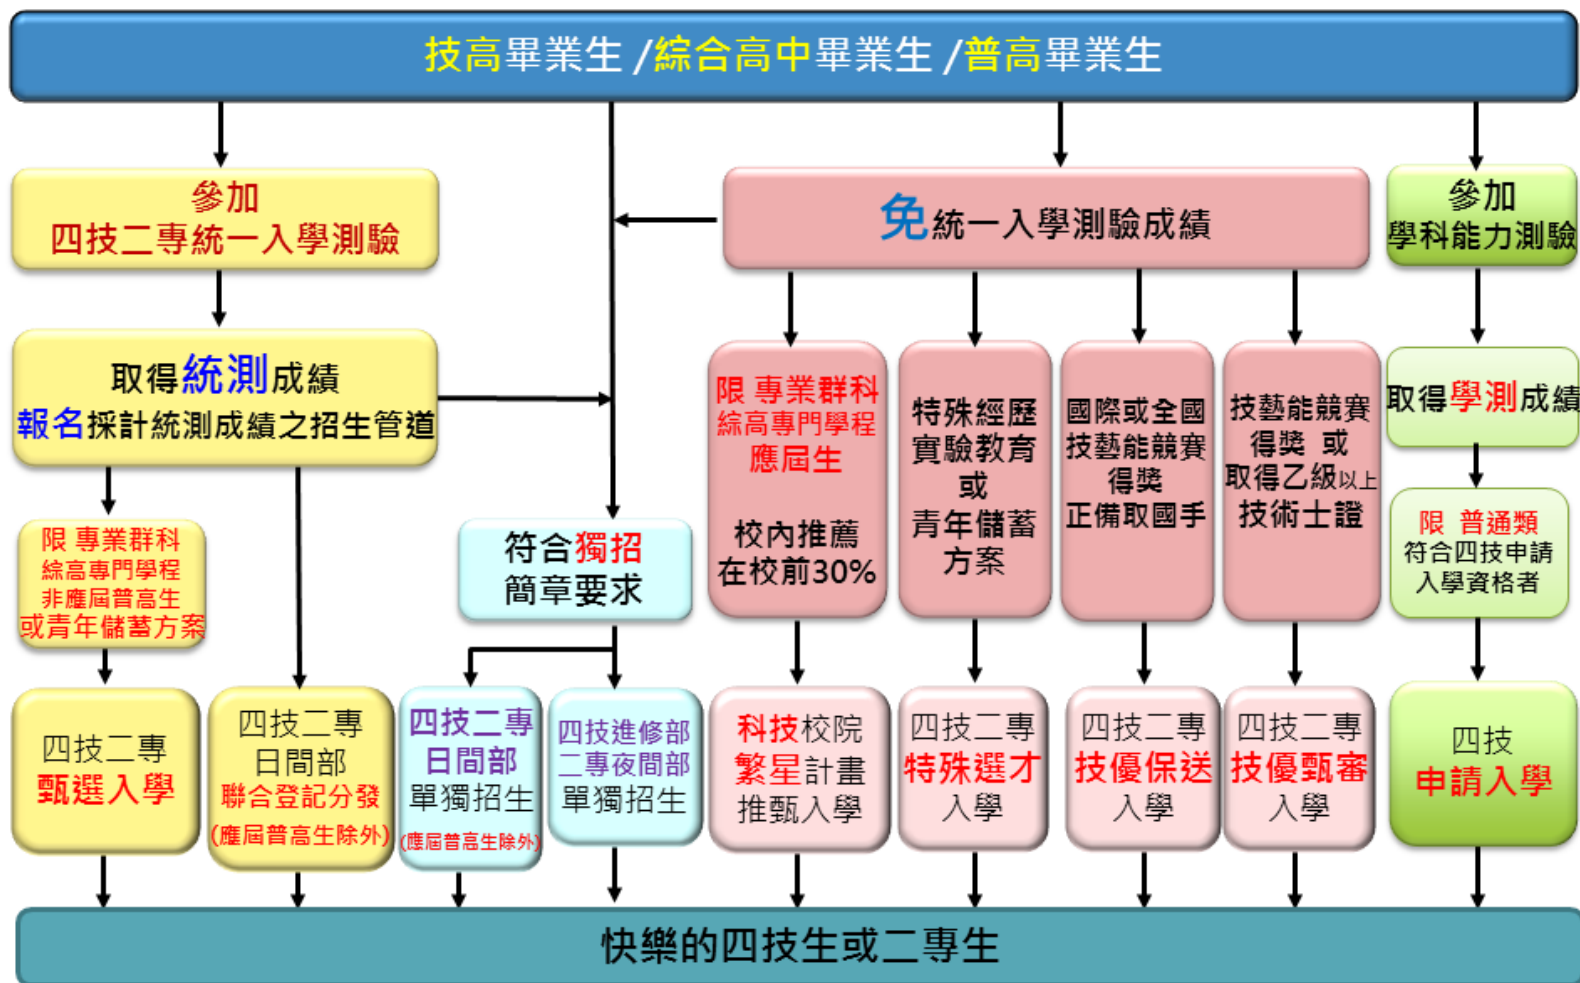 技高畢業生 /綜合高中畢業生 /普高畢業生
參加
四技二專統一入學測驗
免統一入學測驗成績
參加
學科能力測驗
取得統測成績
報名採計統測成績之招生管道
限 專業群科
綜高專門學程
應屆生
校內推薦
在校前30%
特殊經歷
實驗教育
或
青年儲蓄
方案
國際或全國
技藝能競賽
得獎
正備取國手
技藝能競賽
得獎 或
取得乙級以上
技術士證
取得學測成績
限 專業群科
綜高專門學程
非應屆普高生
或青年儲蓄方案
符合獨招
簡章要求
限 普通類
符合四技申請
入學資格者
四技二專
甄選入學
四技二專
日間部
聯合登記分發
(應屆普高生除外)
四技二專
日間部
單獨招生
(應屆普高生除外)
四技進修部
二專夜間部
單獨招生
科技校院
繁星計畫
推甄入學
四技二專
特殊選才
入學
四技二專
技優保送
入學
四技二專
技優甄審
入學
四技
申請入學
快樂的四技生或二專生